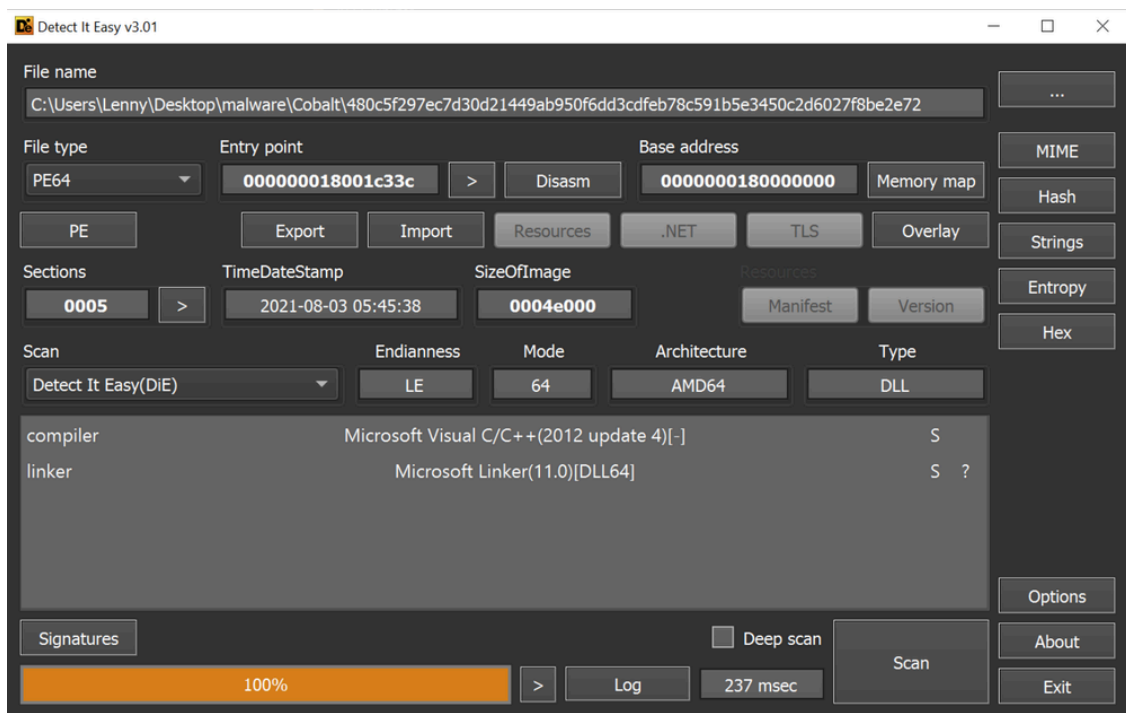 Detect It Easy v3.01
File name
C:\Users\Lenny\Desktop\malware\Cobalt\480c5f297ec7d30d21449ab950f6dd3cdfeb78c591b5e3450c2d6027f8be2e72
...
File type Entry point Base address
MIME
PE64 000000018001c33c > Disasm 0000000180000000 Memory map
Hash
PE Export Import Resources .NET TLS Overlay
Strings
Sections TimeDateStamp SizeOfImage Resources
Entropy
0005 > 2021-08-03 05:45:38 0004e000 Manifest Version
Hex
Scan Endianness Mode Architecture Type
Detect It Easy(DiE) LE 64 AMD64 DLL
compiler Microsoft Visual C/C++(2012 update 4)[-] S
linker Microsoft Linker(11.0)[DLL64] S ?
Options
Signatures Deep scan Scan About
100% > Log 237 msec Exit